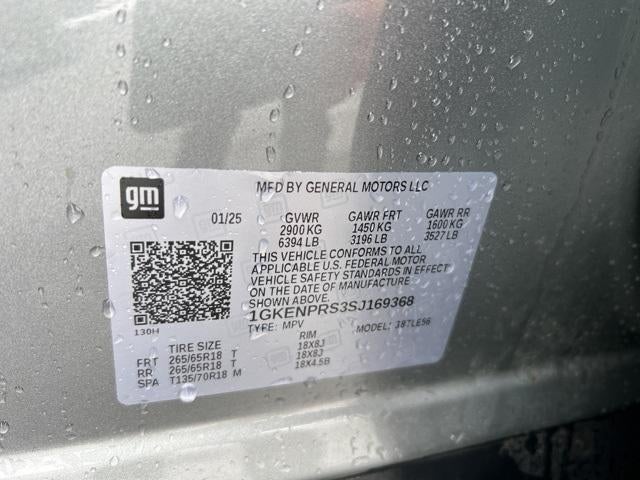 gm
MFD BY GENERAL MOTORS LLC
01/25 GVWR GAWR FRT GAWR RR
2900 KG 1450 KG 1600 KG
6394 LB 3196 LB 3527 LB
THIS VEHICLE CONFORMS TO ALL
APPLICABLE U.S. FEDERAL MOTOR
VEHICLE SAFETY STANDARDS IN EFFECT
ON THE DATE OF MANUFACTURE
SHOWN ABOVE.
1GKENPRS3SJ169368
130H
TYPE: MPV MODEL: 3B7LE56
TIRE SIZE RIM
FRT 265/65R18 T 18X8J
RR 265/65R18 T 18X8J
SPA T135/70R18 M 18X4.5B